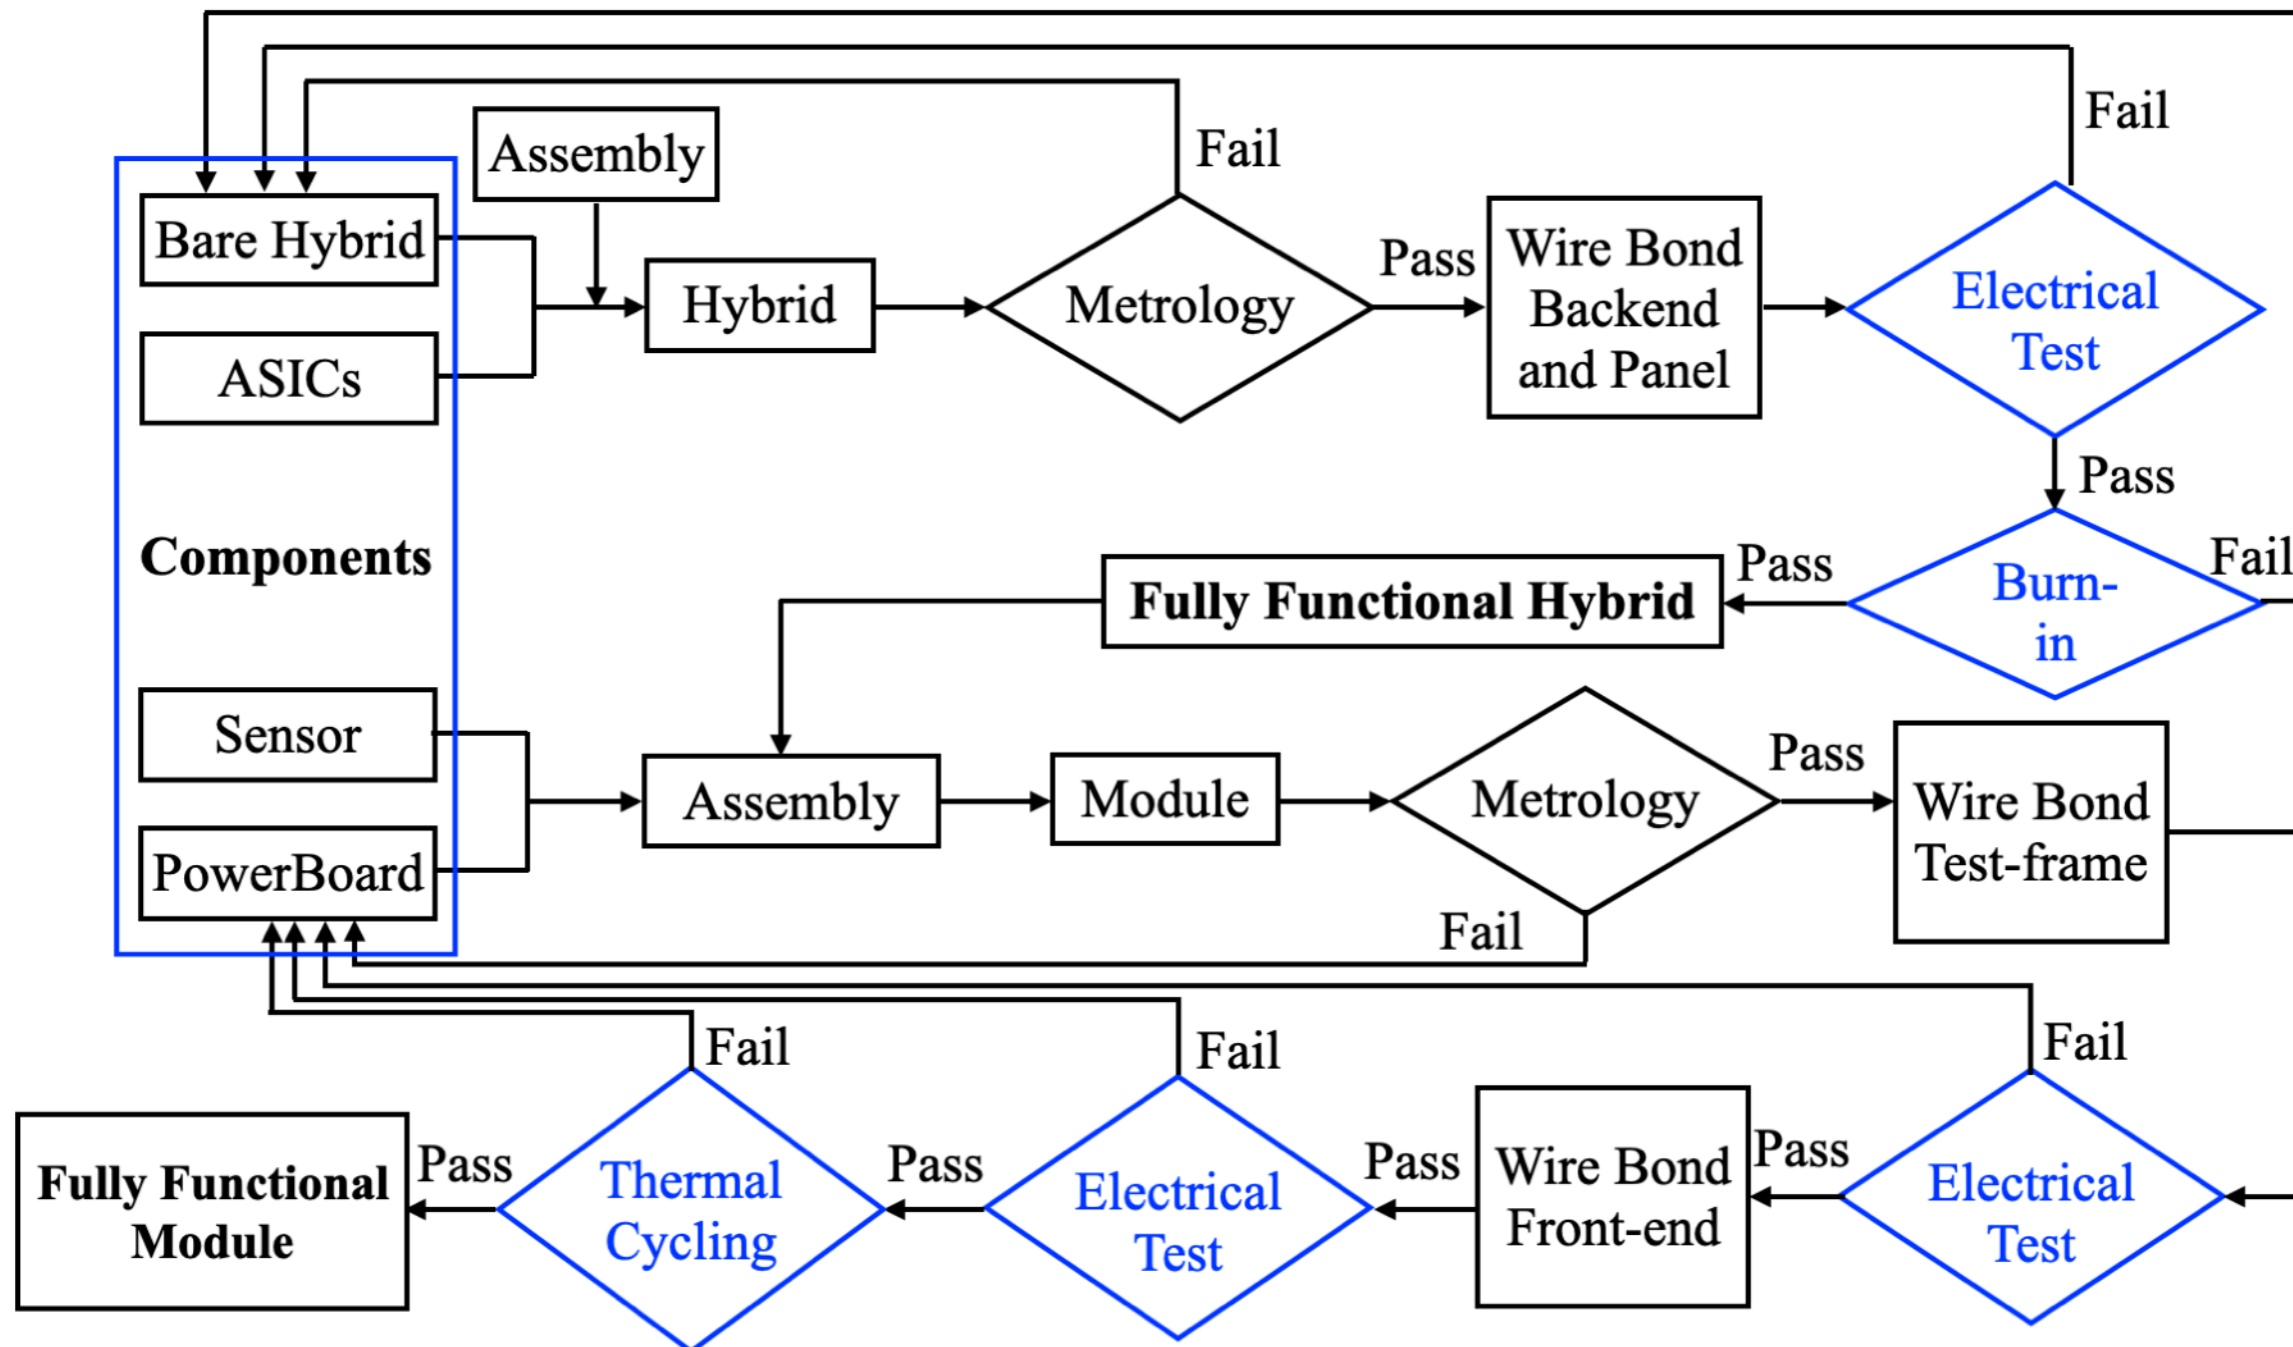 Assembly
Fail
Fail
Bare Hybrid
Hybrid
Metrology
Pass
Wire Bond
Backend
and Panel
Electrical
Test
ASICs
Pass
Components
Fully Functional Hybrid
Pass
Burn-
in
Fail
Sensor
Assembly
Module
Metrology
Pass
Wire Bond
Test-frame
PowerBoard
Fail
Fail
Fail
Fail
Fully Functional
Module
Pass
Thermal
Cycling
Pass
Electrical
Test
Pass
Wire Bond
Front-end
Pass
Electrical
Test